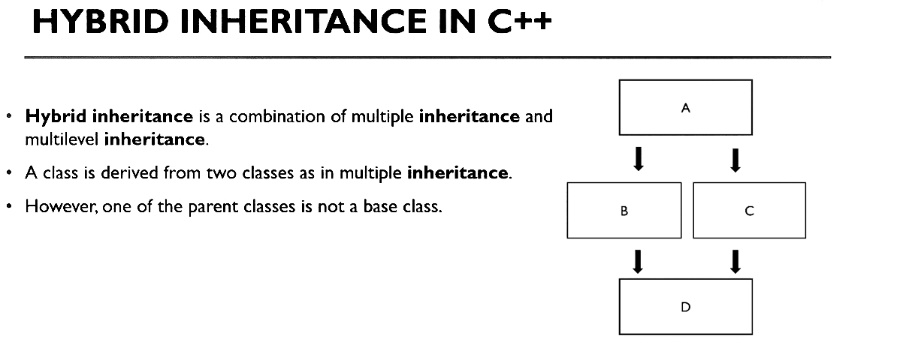 HYBRID INHERITANCE IN C++
• Hybrid inheritance is a combination of multiple inheritance and
multilevel inheritance.
• A class is derived from two classes as in multiple inheritance.
• However, one of the parent classes is not a base class.
A
B
C
D